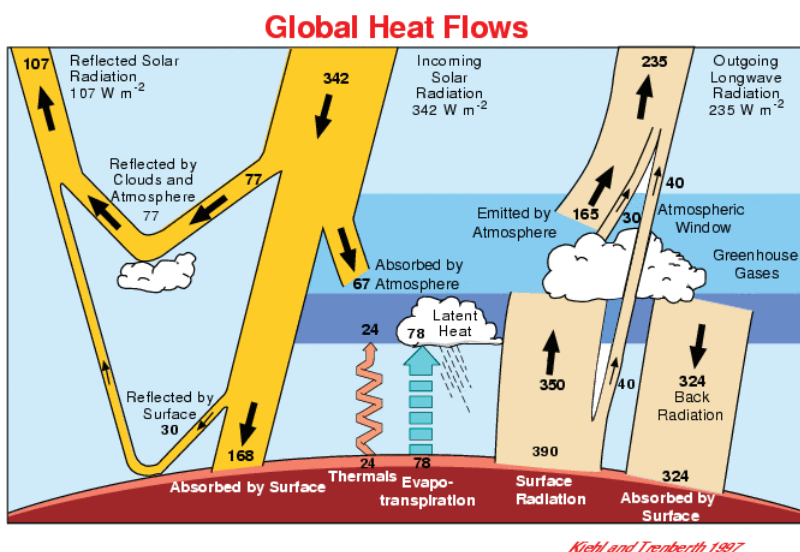 Global Heat Flows
107
Reflected Solar
Radiation
107 W m-2
342
Incoming
Solar
Radiation
342 W m-2
235
Outgoing
Longwave
Radiation
235 W m-2
Reflected by
Clouds and
Atmosphere
77
77
Emitted by
Atmosphere
165
30
40
Atmospheric
Window
Greenhouse
Gases
Absorbed by
67 Atmosphere
24
78
Latent
Heat
350
40
324
Back
Radiation
Reflected by
Surface
30
168
390
324
24
78
Absorbed by Surface
Thermals
Evapo-
transpiration
Surface
Radiation
Absorbed by
Surface
Kiehl and Trenberth 1997